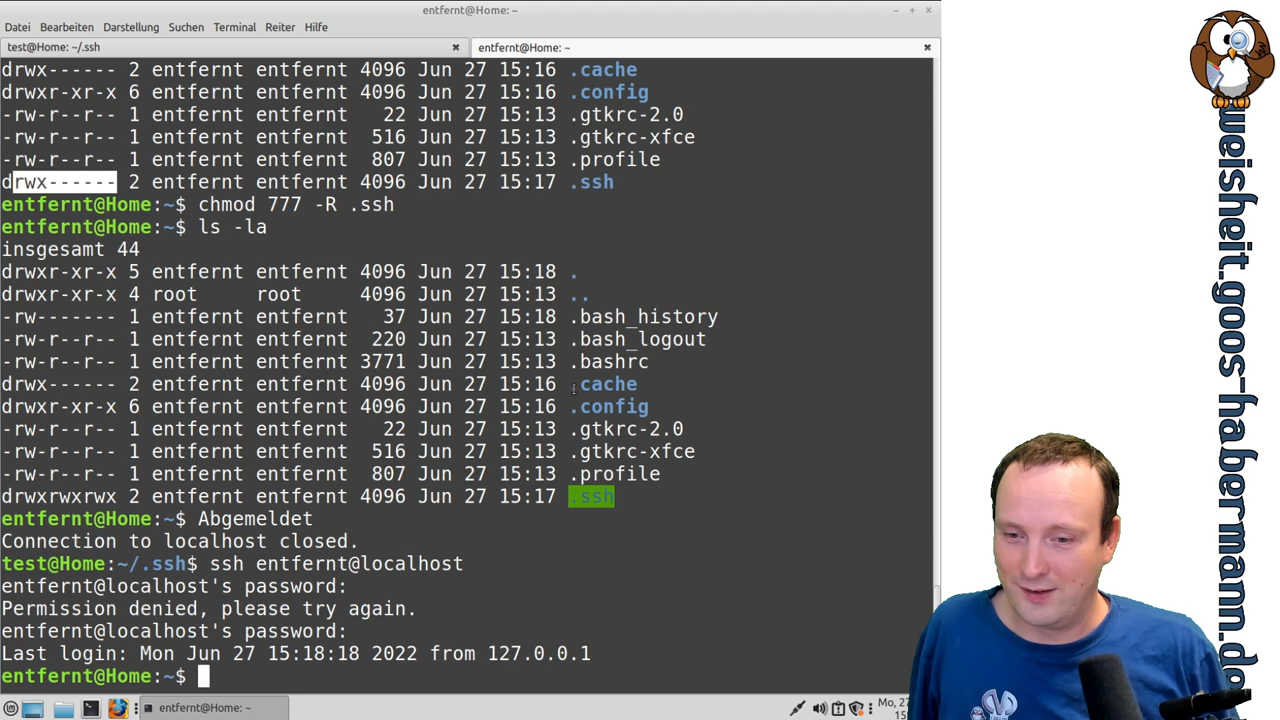 entfernt@Home: ~
Datei Bearbeiten Darstellung Suchen Terminal Reiter Hilfe
test@Home: ~/.ssh
entfernt@Home: ~
drwx------ 2 entfernt entfernt 4096 Jun 27 15:16 .cache
drwxr-xr-x 6 entfernt entfernt 4096 Jun 27 15:16 .config
-rw-r--r-- 1 entfernt entfernt 22 Jun 27 15:13 .gtkrc-2.0
-rw-r--r-- 1 entfernt entfernt 516 Jun 27 15:13 .gtkrc-xfce
-rw-r--r-- 1 entfernt entfernt 807 Jun 27 15:13 .profile
drwx------ 2 entfernt entfernt 4096 Jun 27 15:17 .ssh
entfernt@Home:~$ chmod 777 -R .ssh
entfernt@Home:~$ ls -la
insgesamt 44
drwxr-xr-x 5 entfernt entfernt 4096 Jun 27 15:18 .
drwxr-xr-x 4 root root 4096 Jun 27 15:13 ..
-rw------- 1 entfernt entfernt 37 Jun 27 15:18 .bash_history
-rw-r--r-- 1 entfernt entfernt 220 Jun 27 15:13 .bash_logout
-rw-r--r-- 1 entfernt entfernt 3771 Jun 27 15:13 .bashrc
drwx------ 2 entfernt entfernt 4096 Jun 27 15:16 .cache
drwxr-xr-x 6 entfernt entfernt 4096 Jun 27 15:16 .config
-rw-r--r-- 1 entfernt entfernt 22 Jun 27 15:13 .gtkrc-2.0
-rw-r--r-- 1 entfernt entfernt 516 Jun 27 15:13 .gtkrc-xfce
-rw-r--r-- 1 entfernt entfernt 807 Jun 27 15:13 .profile
drwxrwxrwx 2 entfernt entfernt 4096 Jun 27 15:17 .ssh
entfernt@Home:~$ Abgemeldet
Connection to localhost closed.
test@Home:~/.ssh$ ssh entfernt@localhost
entfernt@localhost's password:
Permission denied, please try again.
entfernt@localhost's password:
Last login: Mon Jun 27 15:18:18 2022 from 127.0.0.1
entfernt@Home:~$
entfernt@Home: ~
Mo, 27
15
weisheit.goos-habermann.de